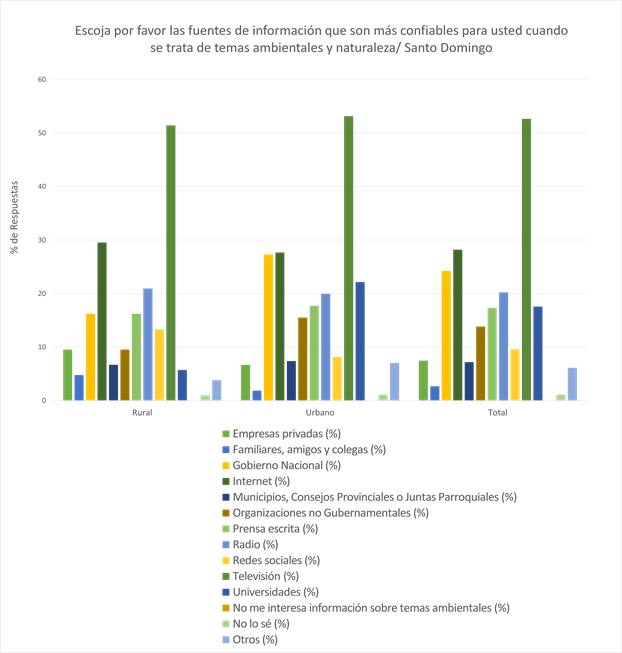 Escoja por favor las fuentes de información que son más confiables para usted cuando
se trata de temas ambientales y naturaleza/ Santo Domingo
60
50
40
30
20
10
0
% de Respuestas
Rural
Urbano
Total
Empresas privadas (%)
Familiares, amigos y colegas (%)
Gobierno Nacional (%)
Internet (%)
Municipios, Consejos Provinciales o Juntas Parroquiales (%)
Organizaciones no Gubernamentales (%)
Prensa escrita (%)
Radio (%)
Redes sociales (%)
Televisión (%)
Universidades (%)
No me interesa información sobre temas ambientales (%)
No lo sé (%)
Otros (%)